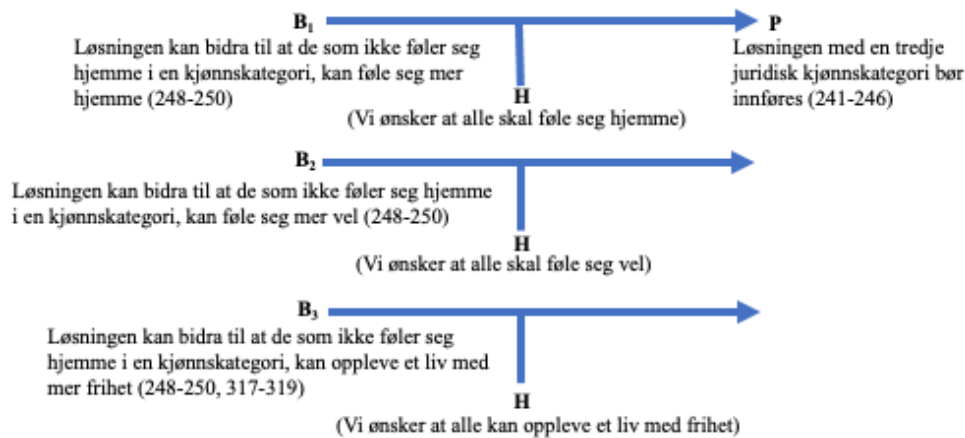 B₁
Løsningen kan bidra til at de som ikke føler seg
hjemme i en kjønnskategori, kan føle seg mer
hjemme (248-250)
H
(Vi ønsker at alle skal føle seg hjemme)
P
Løsningen med en tredje
juridisk kjønnskategori bør
innføres (241-246)
B₂
Løsningen kan bidra til at de som ikke føler seg hjemme
i en kjønnskategori, kan føle seg mer vel (248-250)
H
(Vi ønsker at alle skal føle seg vel)
B₃
Løsningen kan bidra til at de som ikke føler seg
hjemme i en kjønnskategori, kan oppleve et liv med
mer frihet (248-250, 317-319)
H
(Vi ønsker at alle kan oppleve et liv med frihet)